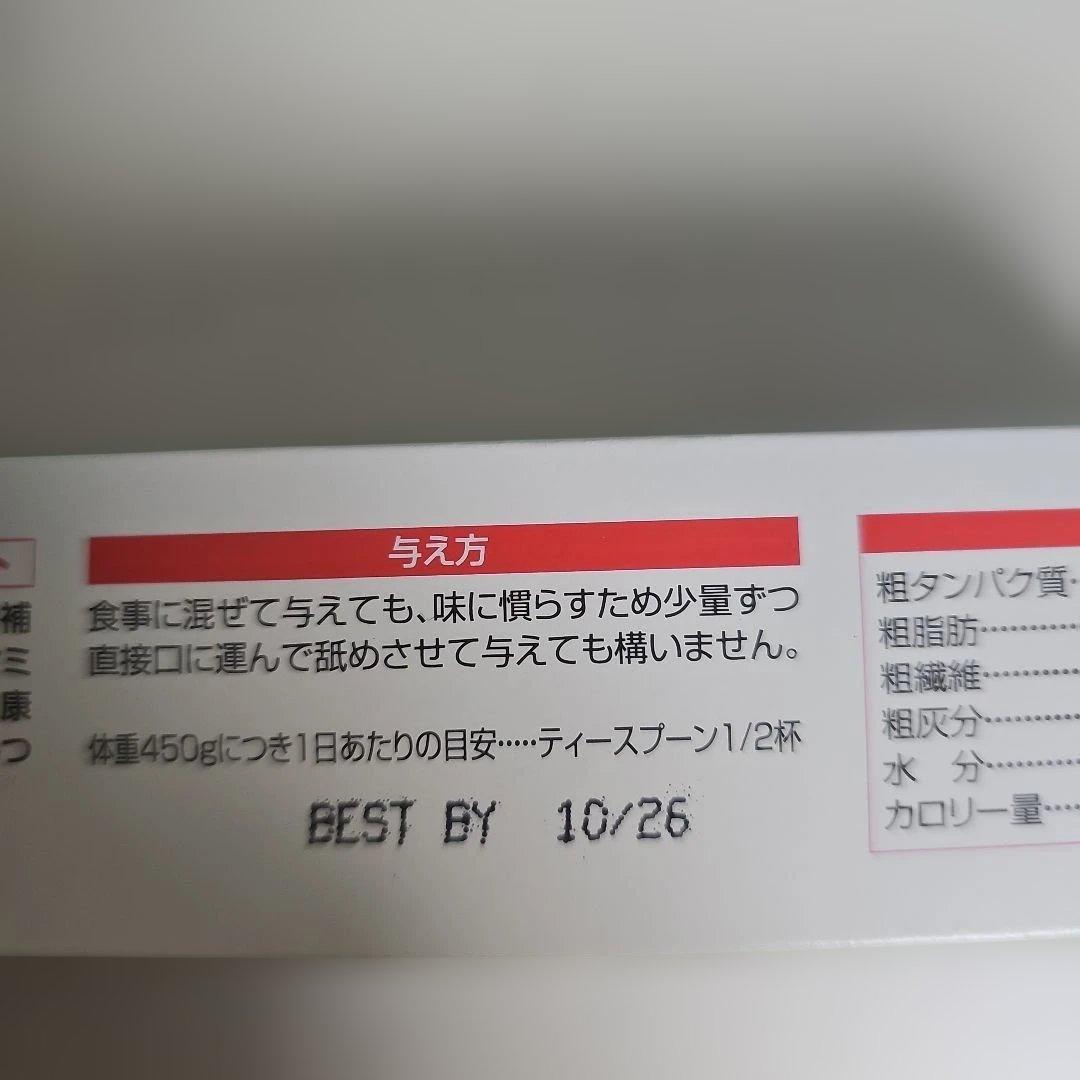 補
ミ
康
つ
与え方
食事に混ぜて与えても、味に慣らすため少量ずつ
直接口に運んで舐めさせて与えても構いません。
体重450gにつき1日あたりの目安‥‥‥ティースプーン1/2杯
BEST BY 10/26
粗タンパク質‥
粗脂肪‥‥‥‥
粗繊維‥‥‥‥
粗灰分‥‥‥‥
水 分‥‥‥‥
カロリー量‥‥